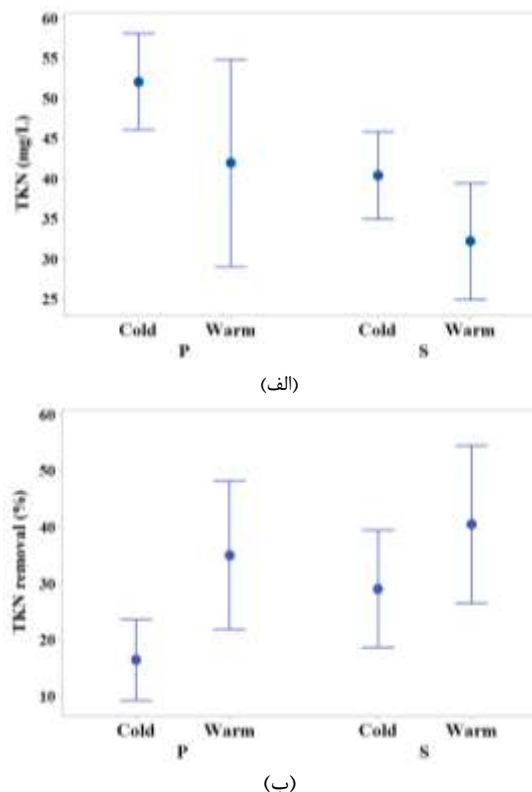 60
55
50
45
40
35
30
25
TKN (mg/L)
Cold Warm Cold Warm
P S
(الف)
60
50
40
30
20
10
TKN removal (%)
Cold Warm Cold Warm
P S
(ب)